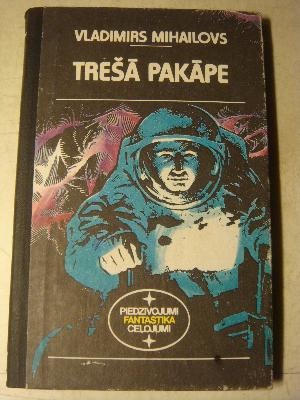 VLADIMIRS MIHAILOVS
TREŠĀ PAKĀPE
PIEDZĪVOJUMI
FANTASTIKA
CEĻOJUMI